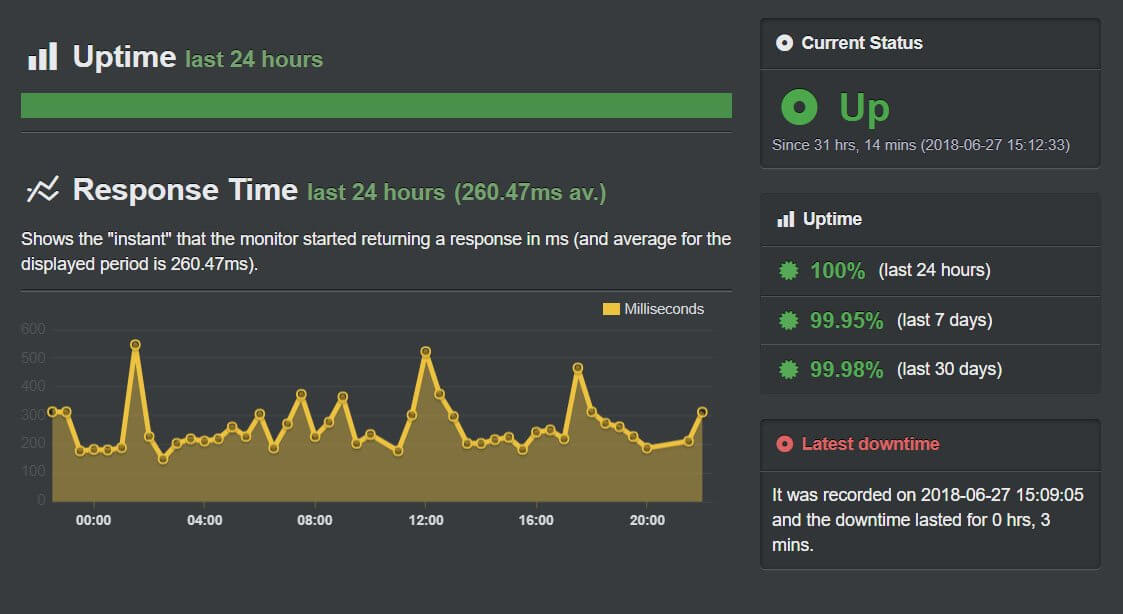 Uptime last 24 hours
Response Time last 24 hours (260.47ms av.)
Shows the "instant" that the monitor started returning a response in ms (and average for the
displayed period is 260.47ms).
Milliseconds
600
500
400
300
200
100
0
00:00 04:00 08:00 12:00 16:00 20:00
Current Status
Up
Since 31 hrs, 14 mins (2018-06-27 15:12:33)
Uptime
100% (last 24 hours)
99.95% (last 7 days)
99.98% (last 30 days)
Latest downtime
It was recorded on 2018-06-27 15:09:05
and the downtime lasted for 0 hrs, 3
mins.